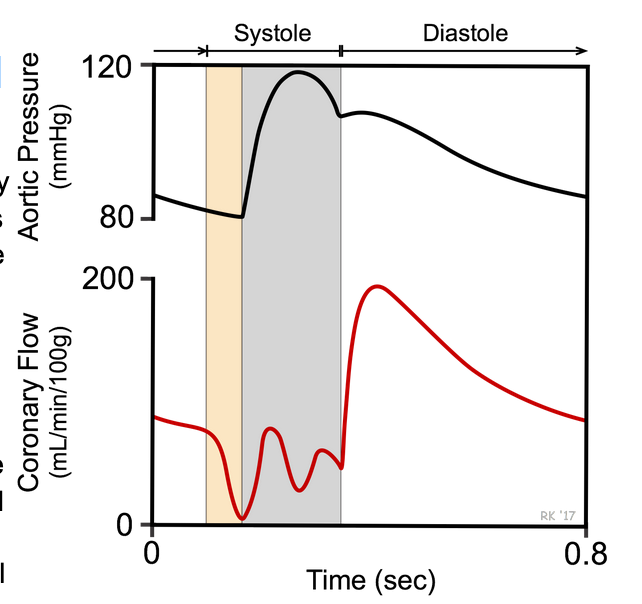 Systole
Diastole
120
Aortic Pressure
(mmHg)
80
200
Coronary Flow
(mL/min/100g)
0
RK '17
0
0.8
Time (sec)